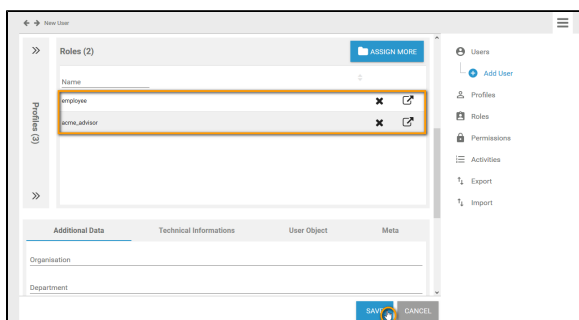 New User
Roles (2)
ASSIGN MORE
Name
employee
acme_advisor
Profiles (3)
Additional Data
Technical Informations
User Object
Meta
Organisation
Department
SAVE
CANCEL
Users
Add User
Profiles
Roles
Permissions
Activities
Export
Import